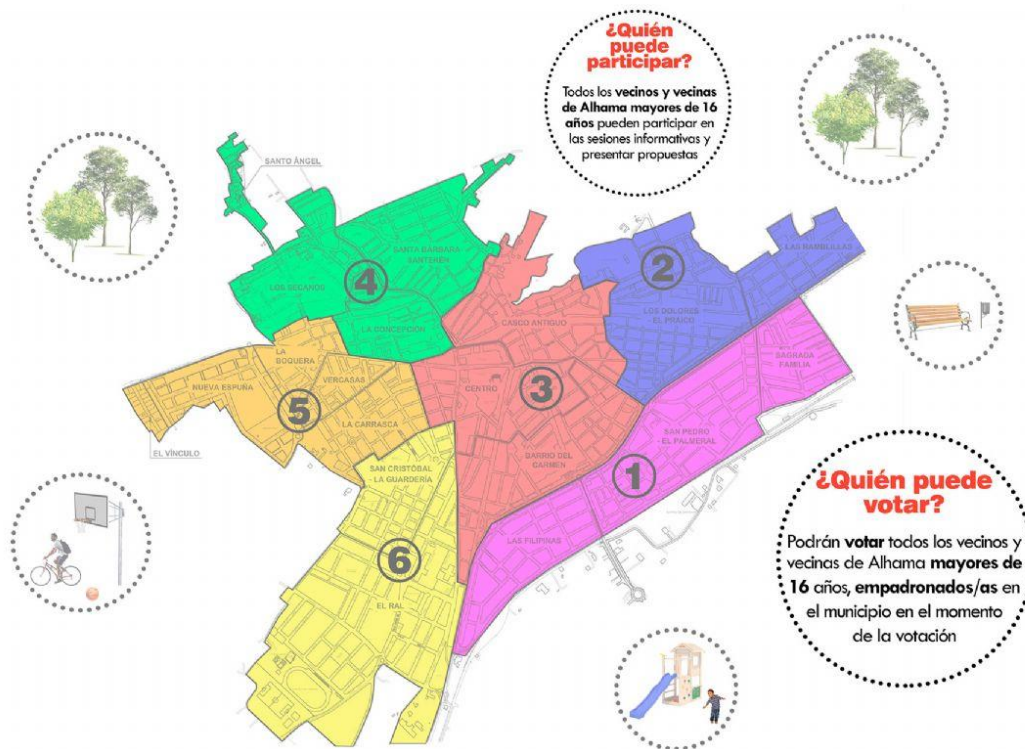 ¿Quién
puede
participar?
Todos los vecinos y vecinas
de Alhama mayores de 16
años pueden participar en
las sesiones informativas y
presentar propuestas
SANTO ÁNGEL
SANTA BÁRBARA-
SANTERÉN
4
LOS SECANOS
LA CONCEPCIÓN
2
LAS RAMBLILLAS
LOS DOLORES
- EL PRAICO
CASCO ANTIGUO
CENTRO
3
BARRIO DEL
CARMEN
SAGRADA
FAMILIA
SAN PEDRO
- EL PALMERAL
1
LAS FILIPINAS
LA
BOQUERA
NUEVA ESPUÑA
VERGASAS
5
LA CARRASCA
EL VÍNCULO
SAN CRISTÓBAL
- LA GUARDERÍA
6
EL RAL
¿Quién puede
votar?
Podrán votar todos los vecinos y
vecinas de Alhama mayores de
16 años, empadronados/as en
el municipio en el momento
de la votación